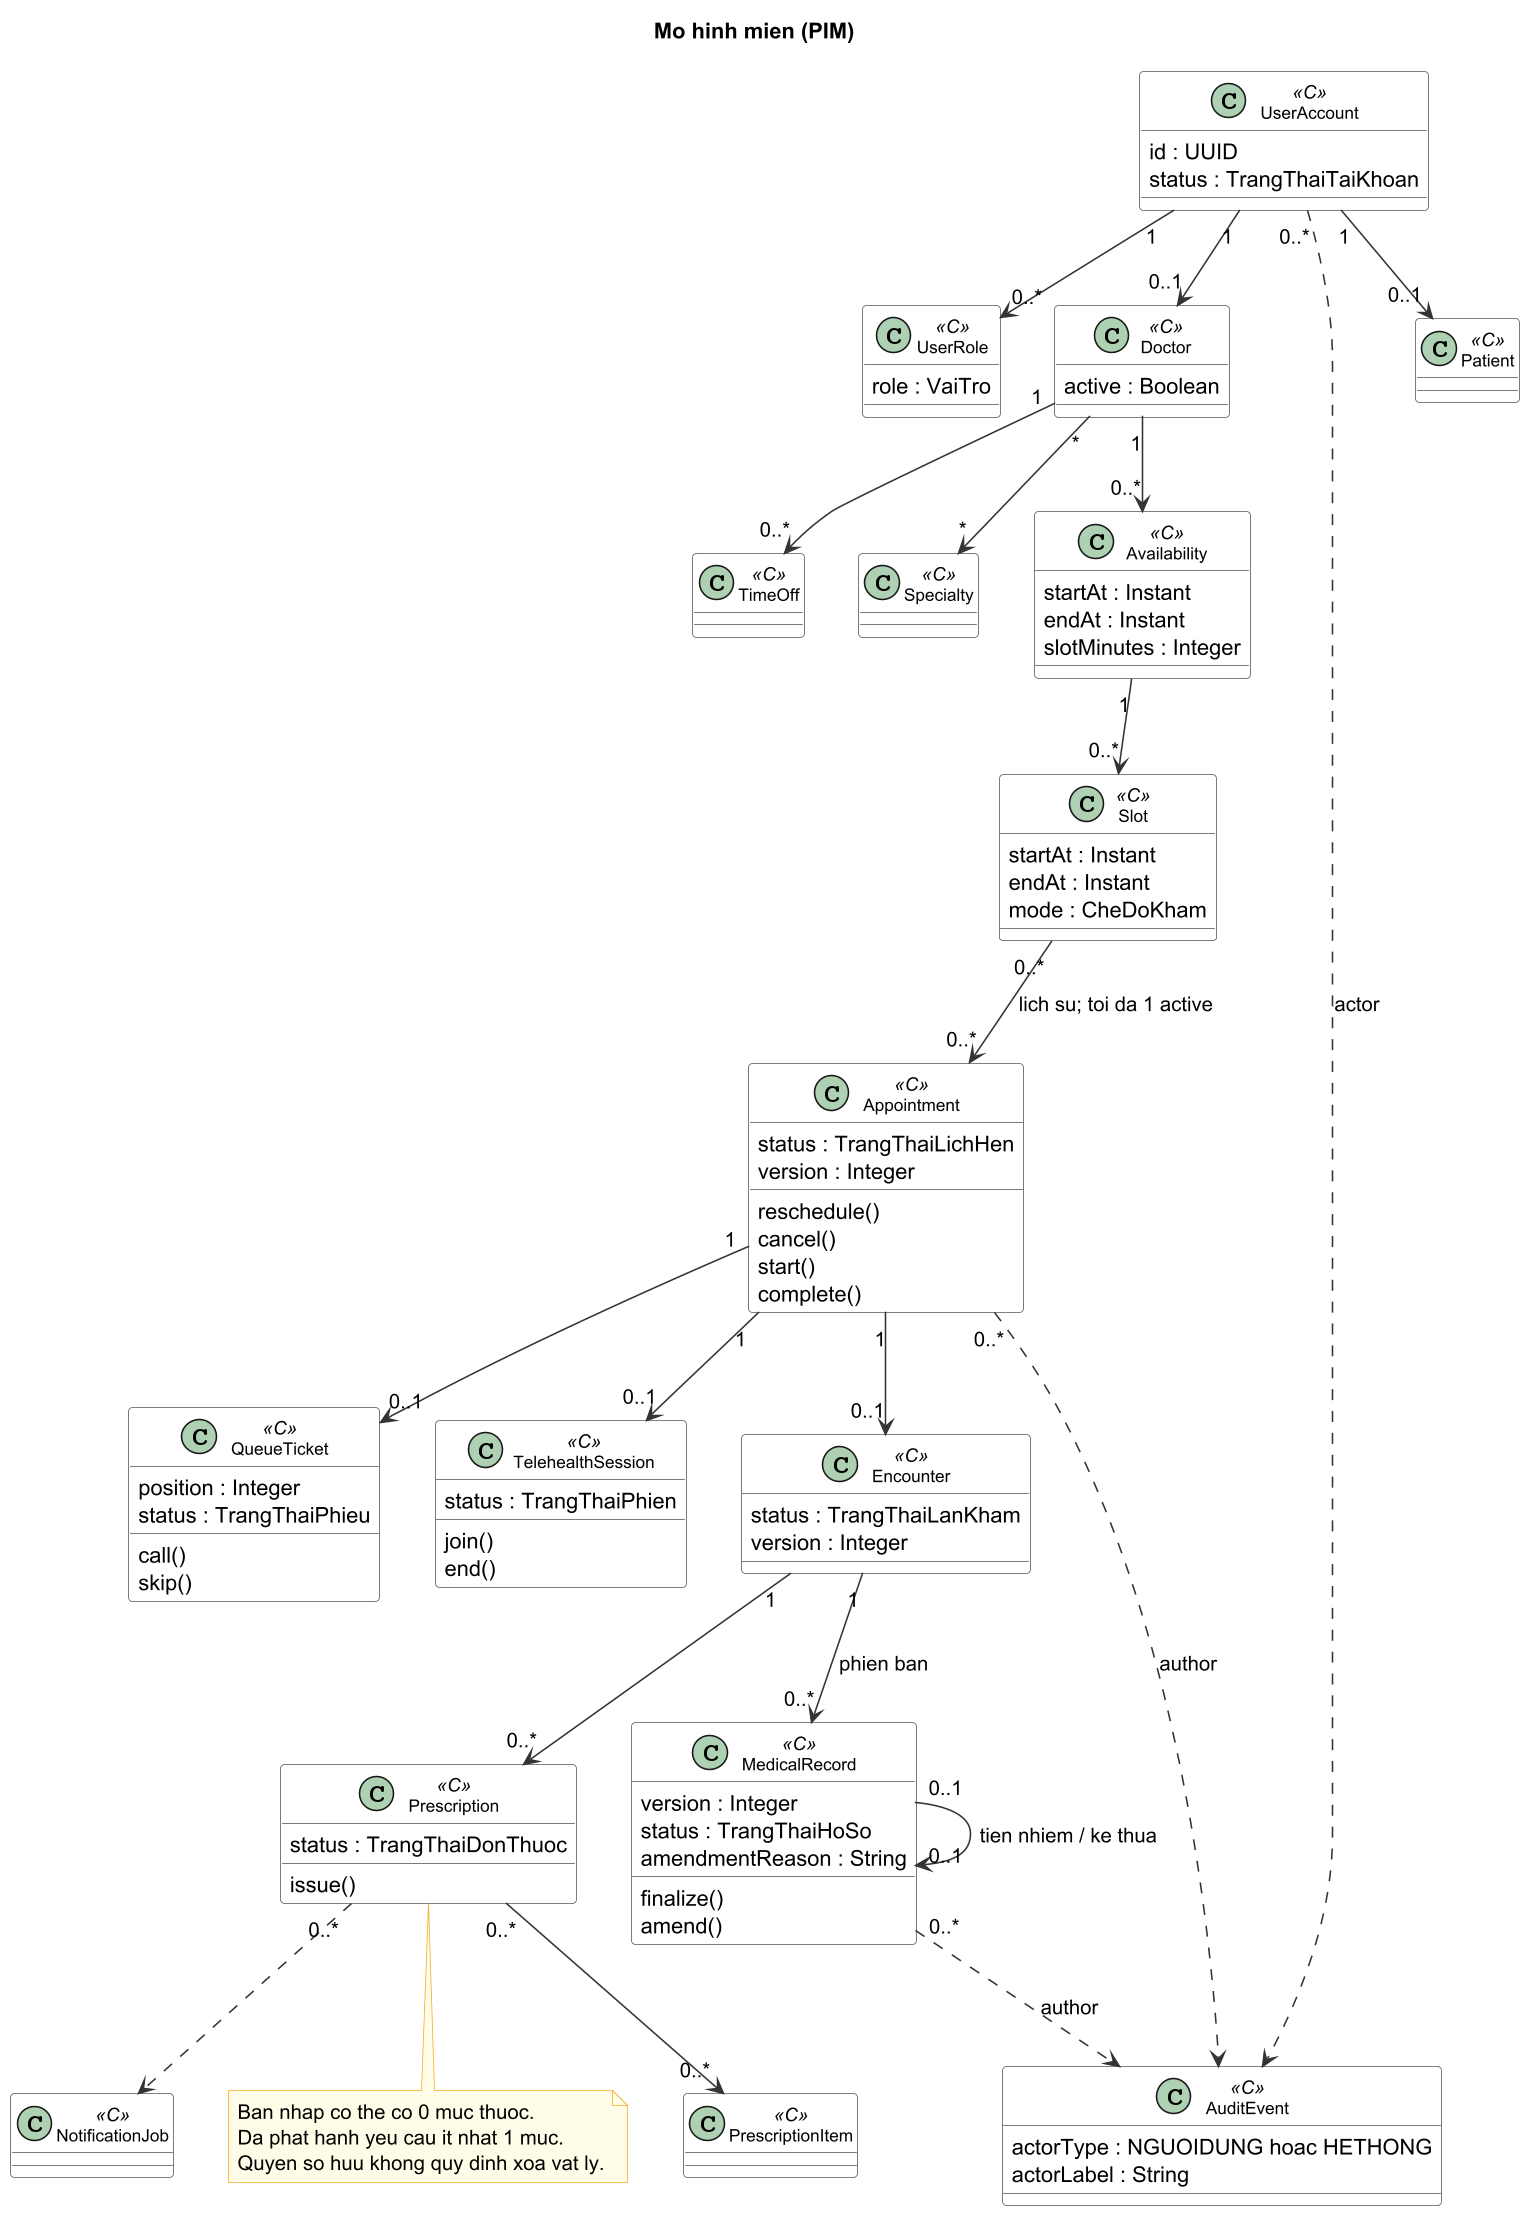 Mo hinh mien (PIM)
C
«C»
UserAccount
id : UUID
status : TrangThaiTaiKhoan
1
1
0..*
1
0..*
0..1
0..1
C
«C»
UserRole
role : VaiTro
C
«C»
Doctor
active : Boolean
C
«C»
Patient
1
*
1
0..*
*
0..*
C
«C»
TimeOff
C
«C»
Specialty
C
«C»
Availability
startAt : Instant
endAt : Instant
slotMinutes : Integer
1
0..*
C
«C»
Slot
startAt : Instant
endAt : Instant
mode : CheDoKham
0..*
lich su; toi da 1 active
actor
0..*
C
«C»
Appointment
status : TrangThaiLichHen
version : Integer
reschedule()
cancel()
start()
complete()
1
1
1
0..*
0..1
0..1
0..1
C
«C»
QueueTicket
position : Integer
status : TrangThaiPhieu
call()
skip()
C
«C»
TelehealthSession
status : TrangThaiPhien
join()
end()
C
«C»
Encounter
status : TrangThaiLanKham
version : Integer
1
1
phien ban
author
0..*
0..*
C
«C»
Prescription
status : TrangThaiDonThuoc
issue()
C
«C»
MedicalRecord
version : Integer
status : TrangThaiHoSo
amendmentReason : String
finalize()
amend()
0..1
tien nhiem / ke thua
0..1
0..*
0..*
0..*
author
0..*
C
«C»
NotificationJob
Ban nhap co the co 0 muc thuoc.
Da phat hanh yeu cau it nhat 1 muc.
Quyen so huu khong quy dinh xoa vat ly.
C
«C»
PrescriptionItem
C
«C»
AuditEvent
actorType : NGUOIDUNG hoac HETHONG
actorLabel : String